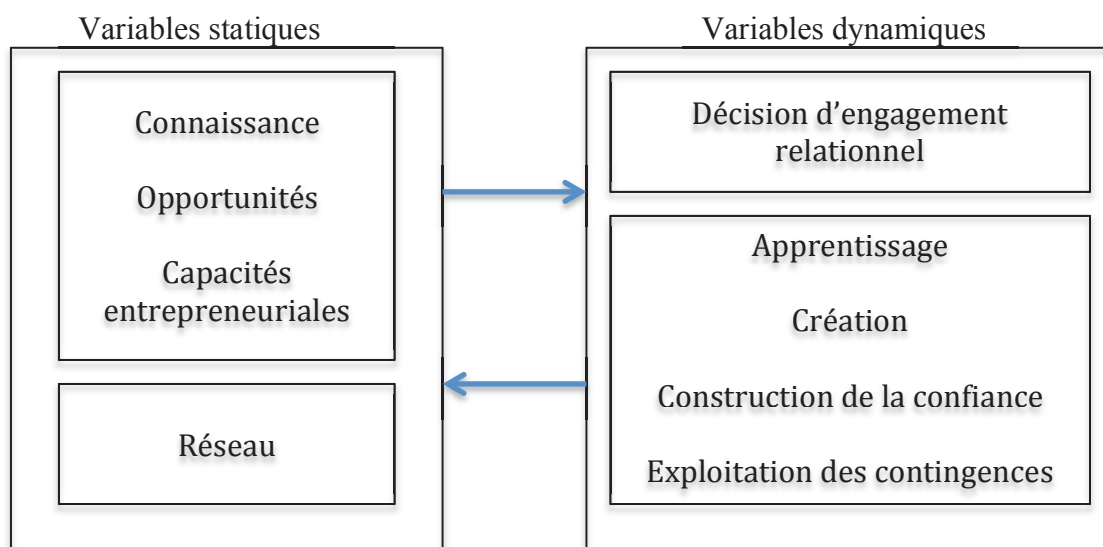 Variables statiques
Connaissance
Opportunités
Capacités
entrepreneuriales
Réseau
Variables dynamiques
Décision d’engagement
relationnel
Apprentissage
Création
Construction de la confiance
Exploitation des contingences